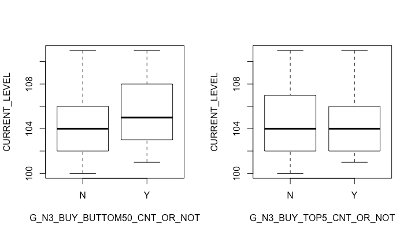 CURRENT_LEVEL
100 104 108
N Y
G_N3_BUY_BUTTOM50_CNT_OR_NOT
CURRENT_LEVEL
100 104 108
N Y
G_N3_BUY_TOP5_CNT_OR_NOT